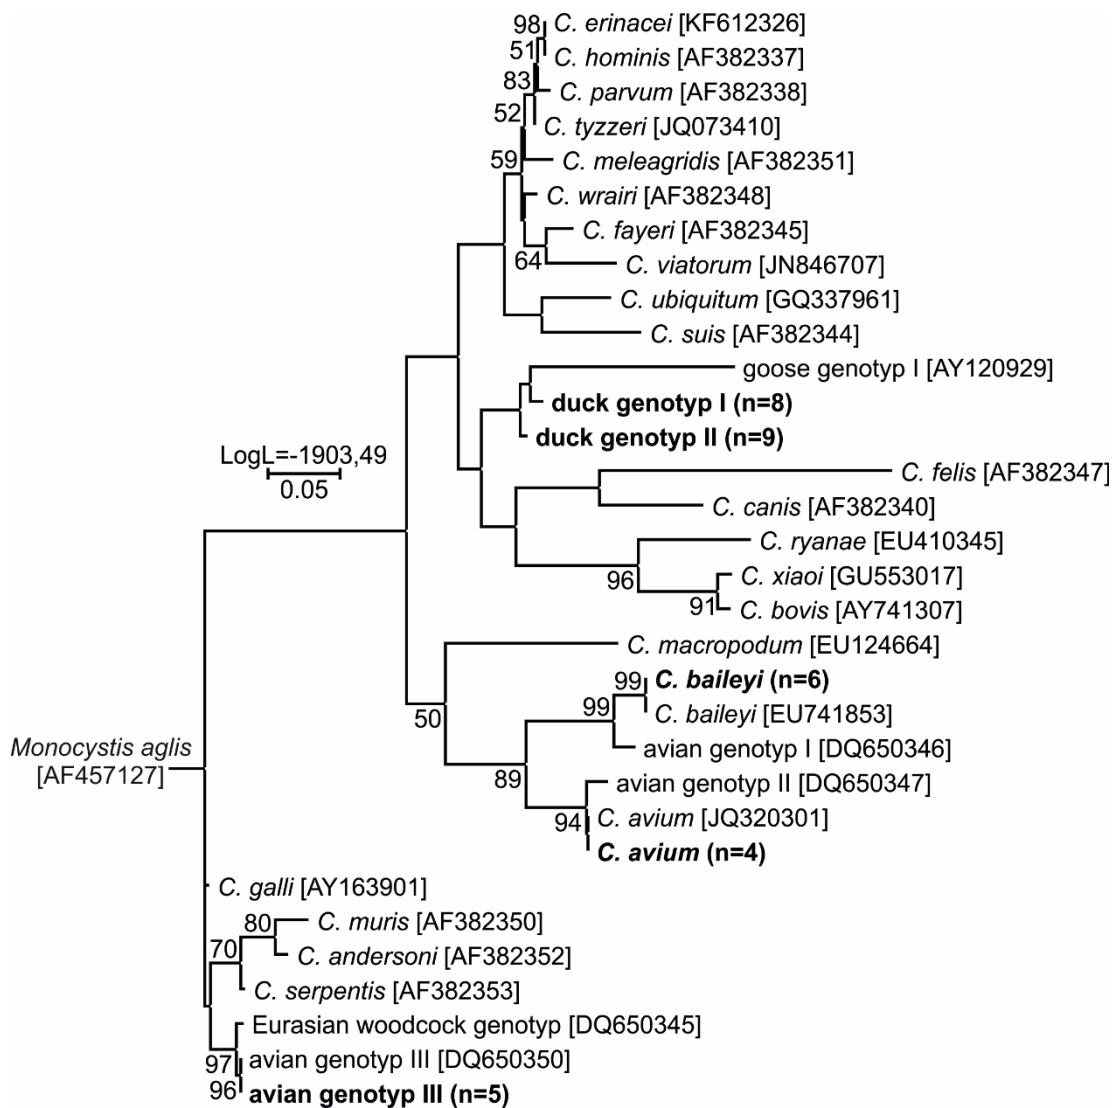 98 C. erinacei [KF612326]
51 C. hominis [AF382337]
83 C. parvum [AF382338]
52 C. tyzzeri [JQ073410]
59 C. meleagridis [AF382351]
C. wrairi [AF382348]
C. fayeri [AF382345]
64 C. viatorum [JN846707]
C. ubiquitum [GQ337961]
C. suis [AF382344]
goose genotyp I [AY120929]
duck genotyp I (n=8)
duck genotyp II (n=9)
LogL=-1903,49
0.05
C. felis [AF382347]
C. canis [AF382340]
C. ryanae [EU410345]
96 C. xiaoi [GU553017]
91 C. bovis [AY741307]
C. macropodum [EU124664]
99 C. baileyi (n=6)
99 C. baileyi [EU741853]
50
avian genotyp I [DQ650346]
Monocystis aglis
[AF457127]
89 avian genotyp II [DQ650347]
94 C. avium [JQ320301]
C. avium (n=4)
C. galli [AY163901]
80 C. muris [AF382350]
70 C. andersoni [AF382352]
C. serpentis [AF382353]
Eurasian woodcock genotyp [DQ650345]
97 avian genotyp III [DQ650350]
96 avian genotyp III (n=5)